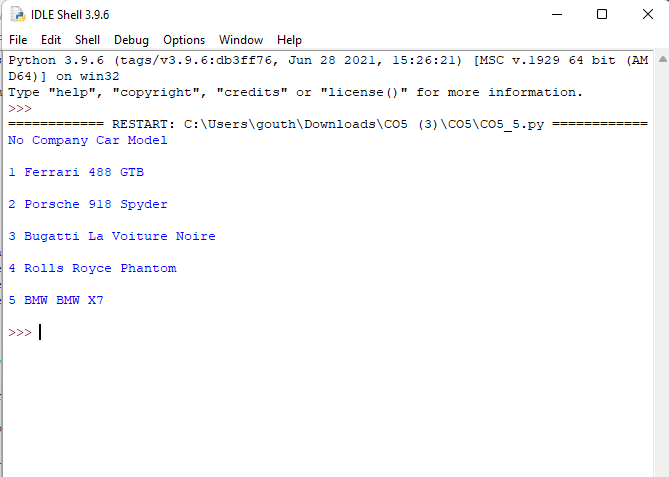 IDLE Shell 3.9.6
File Edit Shell Debug Options Window Help
Python 3.9.6 (tags/v3.9.6:db3ff76, Jun 28 2021, 15:26:21) [MSC v.1929 64 bit (AM
D64)] on win32
Type "help", "copyright", "credits" or "license()" for more information.
>>>
============ RESTART: C:\Users\gouth\Downloads\CO5 (3)\CO5\CO5_5.py ============
No Company Car Model
1 Ferrari 488 GTB
2 Porsche 918 Spyder
3 Bugatti La Voiture Noire
4 Rolls Royce Phantom
5 BMW BMW X7
>>>